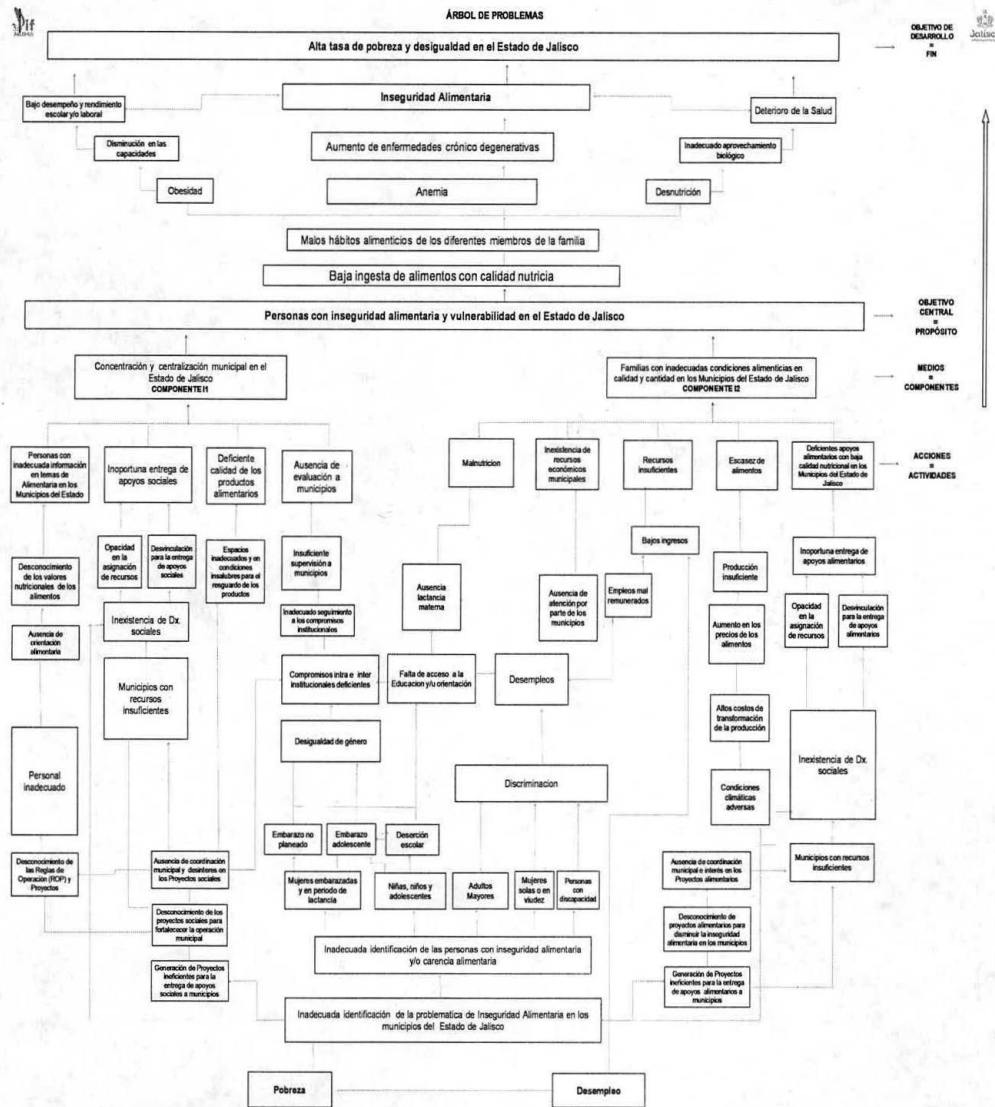 ÁRBOL DE PROBLEMAS
Dif
Jalisco
Alta tasa de pobreza y desigualdad en el Estado de Jalisco
OBJETIVO DE
DESARROLLO
=
FIN
Bajo desempeño y rendimiento
escolar y/o laboral
Inseguridad Alimentaria
Deterioro de la Salud
Disminución en las
capacidades
Aumento de enfermedades crónico degenerativas
Inadecuado aprovechamiento
biológico
Obesidad
Anemia
Desnutrición
Malos hábitos alimenticios de los diferentes miembros de la familia
Baja ingesta de alimentos con calidad nutricia
Personas con inseguridad alimentaria y vulnerabilidad en el Estado de Jalisco
OBJETIVO
CENTRAL
=
PROPÓSITO
Concentración y centralización municipal en el
Estado de Jalisco
COMPONENTE I1
Familias con inadecuadas condiciones alimenticias en
calidad y cantidad en los Municipios del Estado de Jalisco
COMPONENTE I2
MEDIOS
=
COMPONENTES
Personas con
inadecuada información
en temas de
Alimentaria en los
Municipios del Estado
Inoportuna entrega de
apoyos sociales
Deficiente
calidad de los
productos
alimentarios
Ausencia de
evaluación a
municipios
Malnutricion
Inexistencia de
recursos
económicos
municipales
Recursos
insuficientes
Escasez de
alimentos
Deficientes apoyos
alimentarios con baja
calidad nutricional en los
Municipios del Estado de
Jalisco
ACCIONES
=
ACTIVIDADES
Desconocimiento
de los valores
nutricionales de los
alimentos
Opacidad
en la
asignación
de recursos
Desvinculación
para la entrega
de apoyos
sociales
Espacios
inadecuados y en
condiciones
insalubres para el
resguardo de los
productos
Insuficiente
supervisión a
municipios
Ausencia
lactancia
materna
Ausencia de
atención por
parte de los
municipios
Bajos ingresos
Empleos mal
remunerados
Producción
insuficiente
Inoportuna entrega de
apoyos alimentarios
Opacidad
en la
asignación
de recursos
Desvinculación
para la entrega
de apoyos
alimentarios
Ausencia de
orientación
alimentaria
Inexistencia de Dx.
sociales
Inadecuado seguimiento
a los compromisos
institucionales
Aumento en los
precios de los
alimentos
Municipios con
recursos
insuficientes
Compromisos intra e inter
institucionales deficientes
Falta de acceso a la
Educacion y/u orientación
Desempleos
Altos costos de
transformación
de la producción
Inexistencia de Dx.
sociales
Personal
inadecuado
Desigualdad de género
Discriminacion
Condiciones
climáticas
adversas
Embarazo no
planeado
Embarazo
adolescente
Deserción
escolar
Desconocimiento de
las Reglas de
Operación (ROP) y
Proyectos
Ausencia de coordinación
municipal y desinteres en
los Proyectos sociales
Mujeres embarazadas
y en periodo de
lactancia
Niñas, niños y
adolescentes
Adultos
Mayores
Mujeres
solas o en
viudez
Personas
con
discapacidad
Ausencia de coordinación
municipal e interés en los
Proyectos alimentarios
Municipios con recursos
insuficientes
Desconocimiento de los
proyectos sociales para
fortalececer la operación
municipal
Inadecuada identificación de las personas con inseguridad alimentaria
y/o carencia alimentaria
Desconocimiento de
proyectos alimentarios para
disminuir la inseguridad
alimentaria en los municipios
Generación de Proyectos
ineficientes para la
entrega de apoyos
sociales a municipios
Inadecuada identificación de la problematica de Inseguridad Alimentaria en los
municipios del Estado de Jalisco
Generación de Proyectos
ineficientes para la entrega
de apoyos alimentarios a
municipios
Pobreza
Desempleo